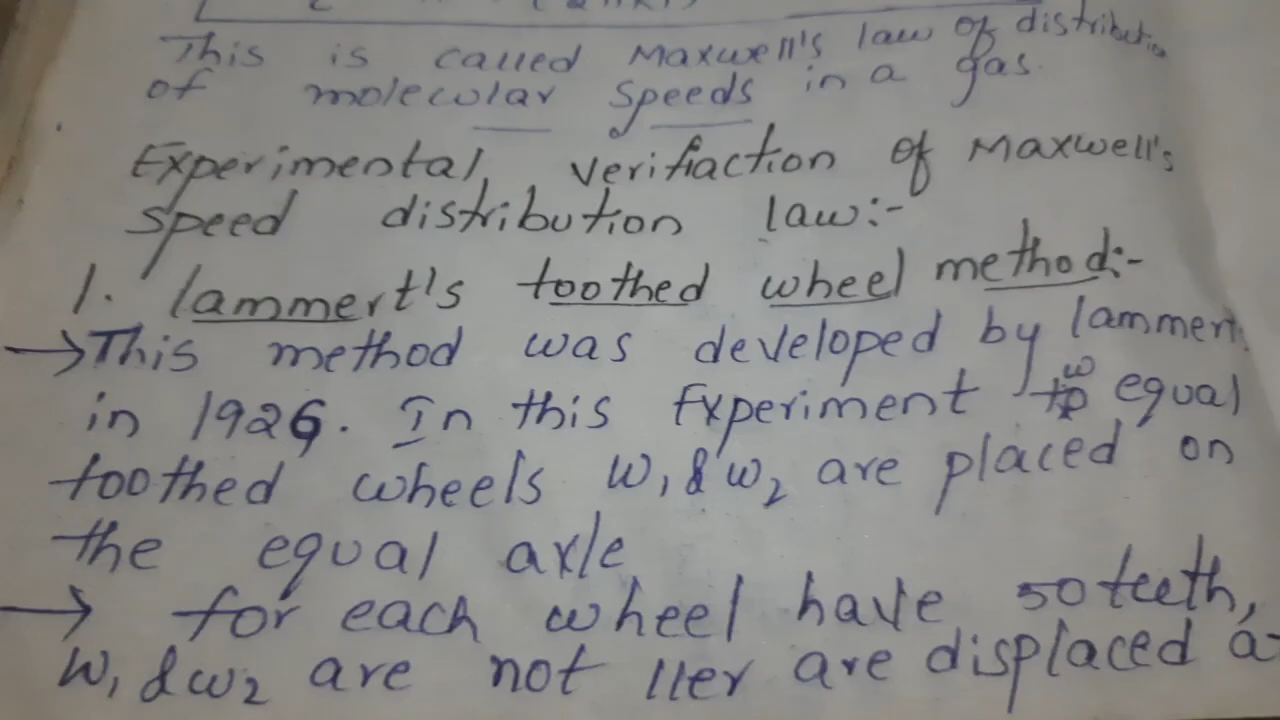 This is called Maxwell's law of distribution
of molecular speeds in a gas.
Experimental verifiaction of Maxwell's
speed distribution law:-
1. lammert's toothed wheel method:-
→This method was developed by lammert
in 1926. In this Experiment two equal
toothed wheels W₁ & W₂ are placed on
the equal axle
→ for each wheel have 50 teeth,
W₁ & W₂ are not ller are displaced a